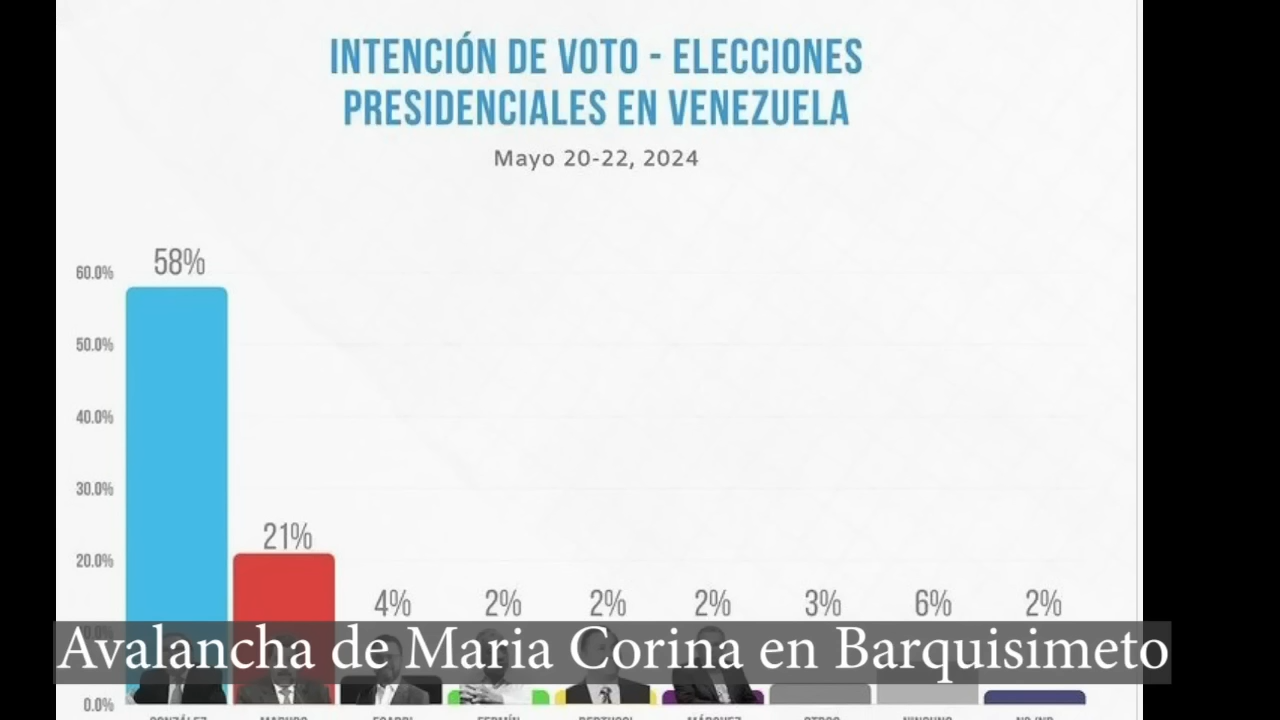 INTENCIÓN DE VOTO - ELECCIONES
PRESIDENCIALES EN VENEZUELA
Mayo 20-22, 2024
58%
60.0%
50.0%
40.0%
30.0%
21%
20.0%
4% 2% 2% 2% 3% 6% 2%
Avalancha de Maria Corina en Barquisimeto
0.0%